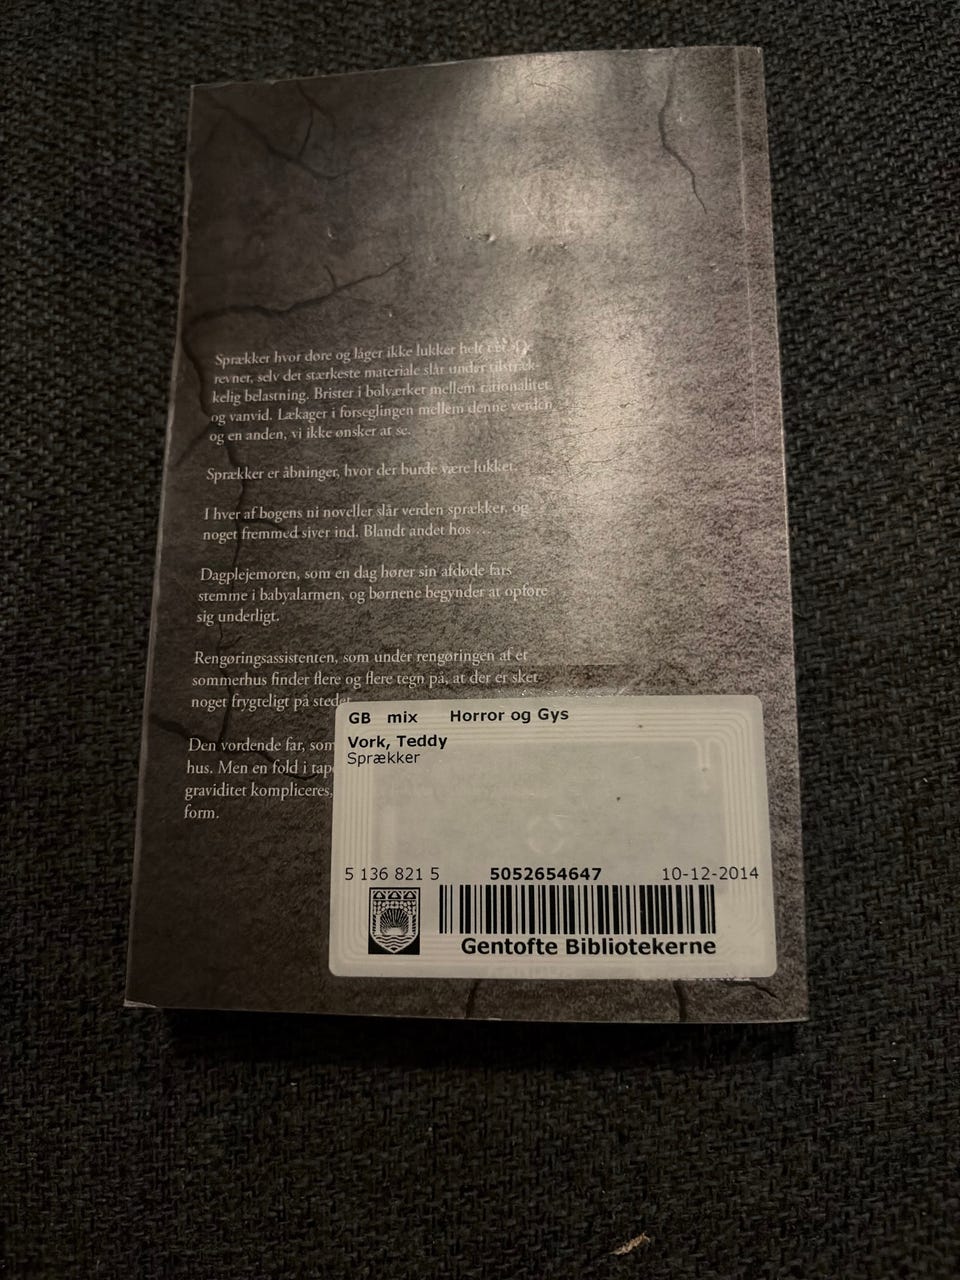 Sprækker hvor døre og låger ikke lukker helt
revner, selv det stærkeste materiale slår under tilstræk-
kelig belastning. Brister i bolværker mellem rationalitet
og vanvid. Lækager i forseglingen mellem denne verden
og en anden, vi ikke ønsker at se.
Sprækker er åbninger, hvor der burde være lukket.
I hver af bogens ni noveller slår verden sprækker, og
noget fremmed siver ind. Blandt andet hos ...
Dagplejemoren, som en dag hører sin afdøde fars
stemme i babyalarmen, og børnene begynder at opføre
sig underligt.
Rengøringsassistenten, som under rengøringen af et
sommerhus finder flere og flere tegn på, at der er sket
noget frygteligt på stedet
Den vordende far, som
hus. Men en fold i
graviditet kompliceres,
form.
GB mix Horror og Gys
Vork, Teddy
Sprækker
5 136 821 5 5052654647 10-12-2014
Gentofte Bibliotekerne